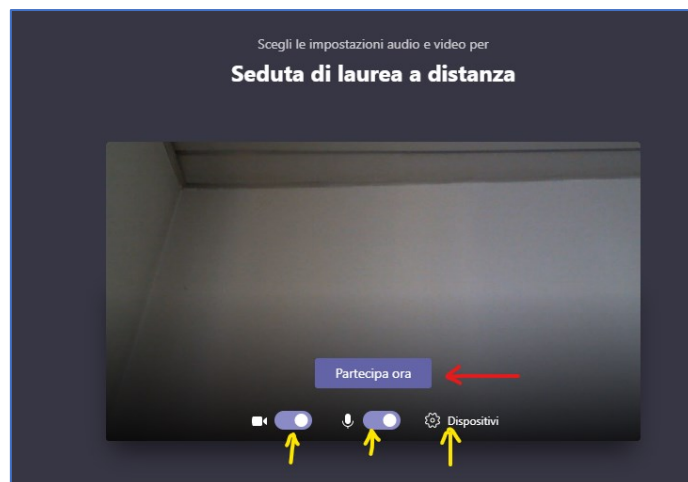 Scegli le impostazioni audio e video per
Seduta di laurea a distanza
Partecipa ora
Dispositivi